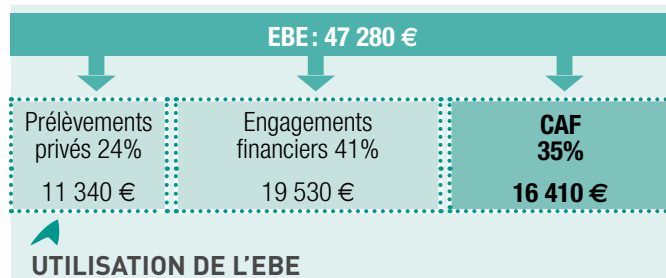 EBE : 47 280 €
Prélèvements
privés 24%
11 340 €
Engagements
financiers 41%
19 530 €
CAF
35%
16 410 €
UTILISATION DE L'EBE